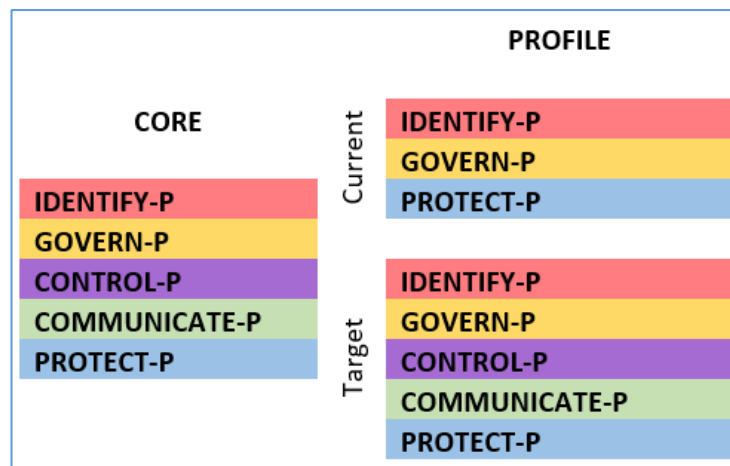 CORE
IDENTIFY-P
GOVERN-P
CONTROL-P
COMMUNICATE-P
PROTECT-P
PROFILE
Current
IDENTIFY-P
GOVERN-P
PROTECT-P
Target
IDENTIFY-P
GOVERN-P
CONTROL-P
COMMUNICATE-P
PROTECT-P